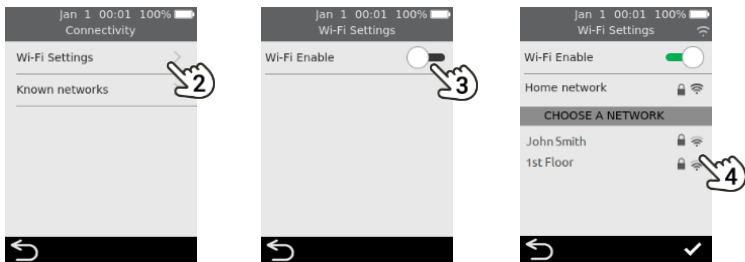 Jan 1 00:01 100%
Connectivity
Wi-Fi Settings
Known networks
2
Jan 1 00:01 100%
Wi-Fi Settings
Wi-Fi Enable
3
Jan 1 00:01 100%
Wi-Fi Settings
Wi-Fi Enable
Home network
CHOOSE A NETWORK
John Smith
1st Floor
4